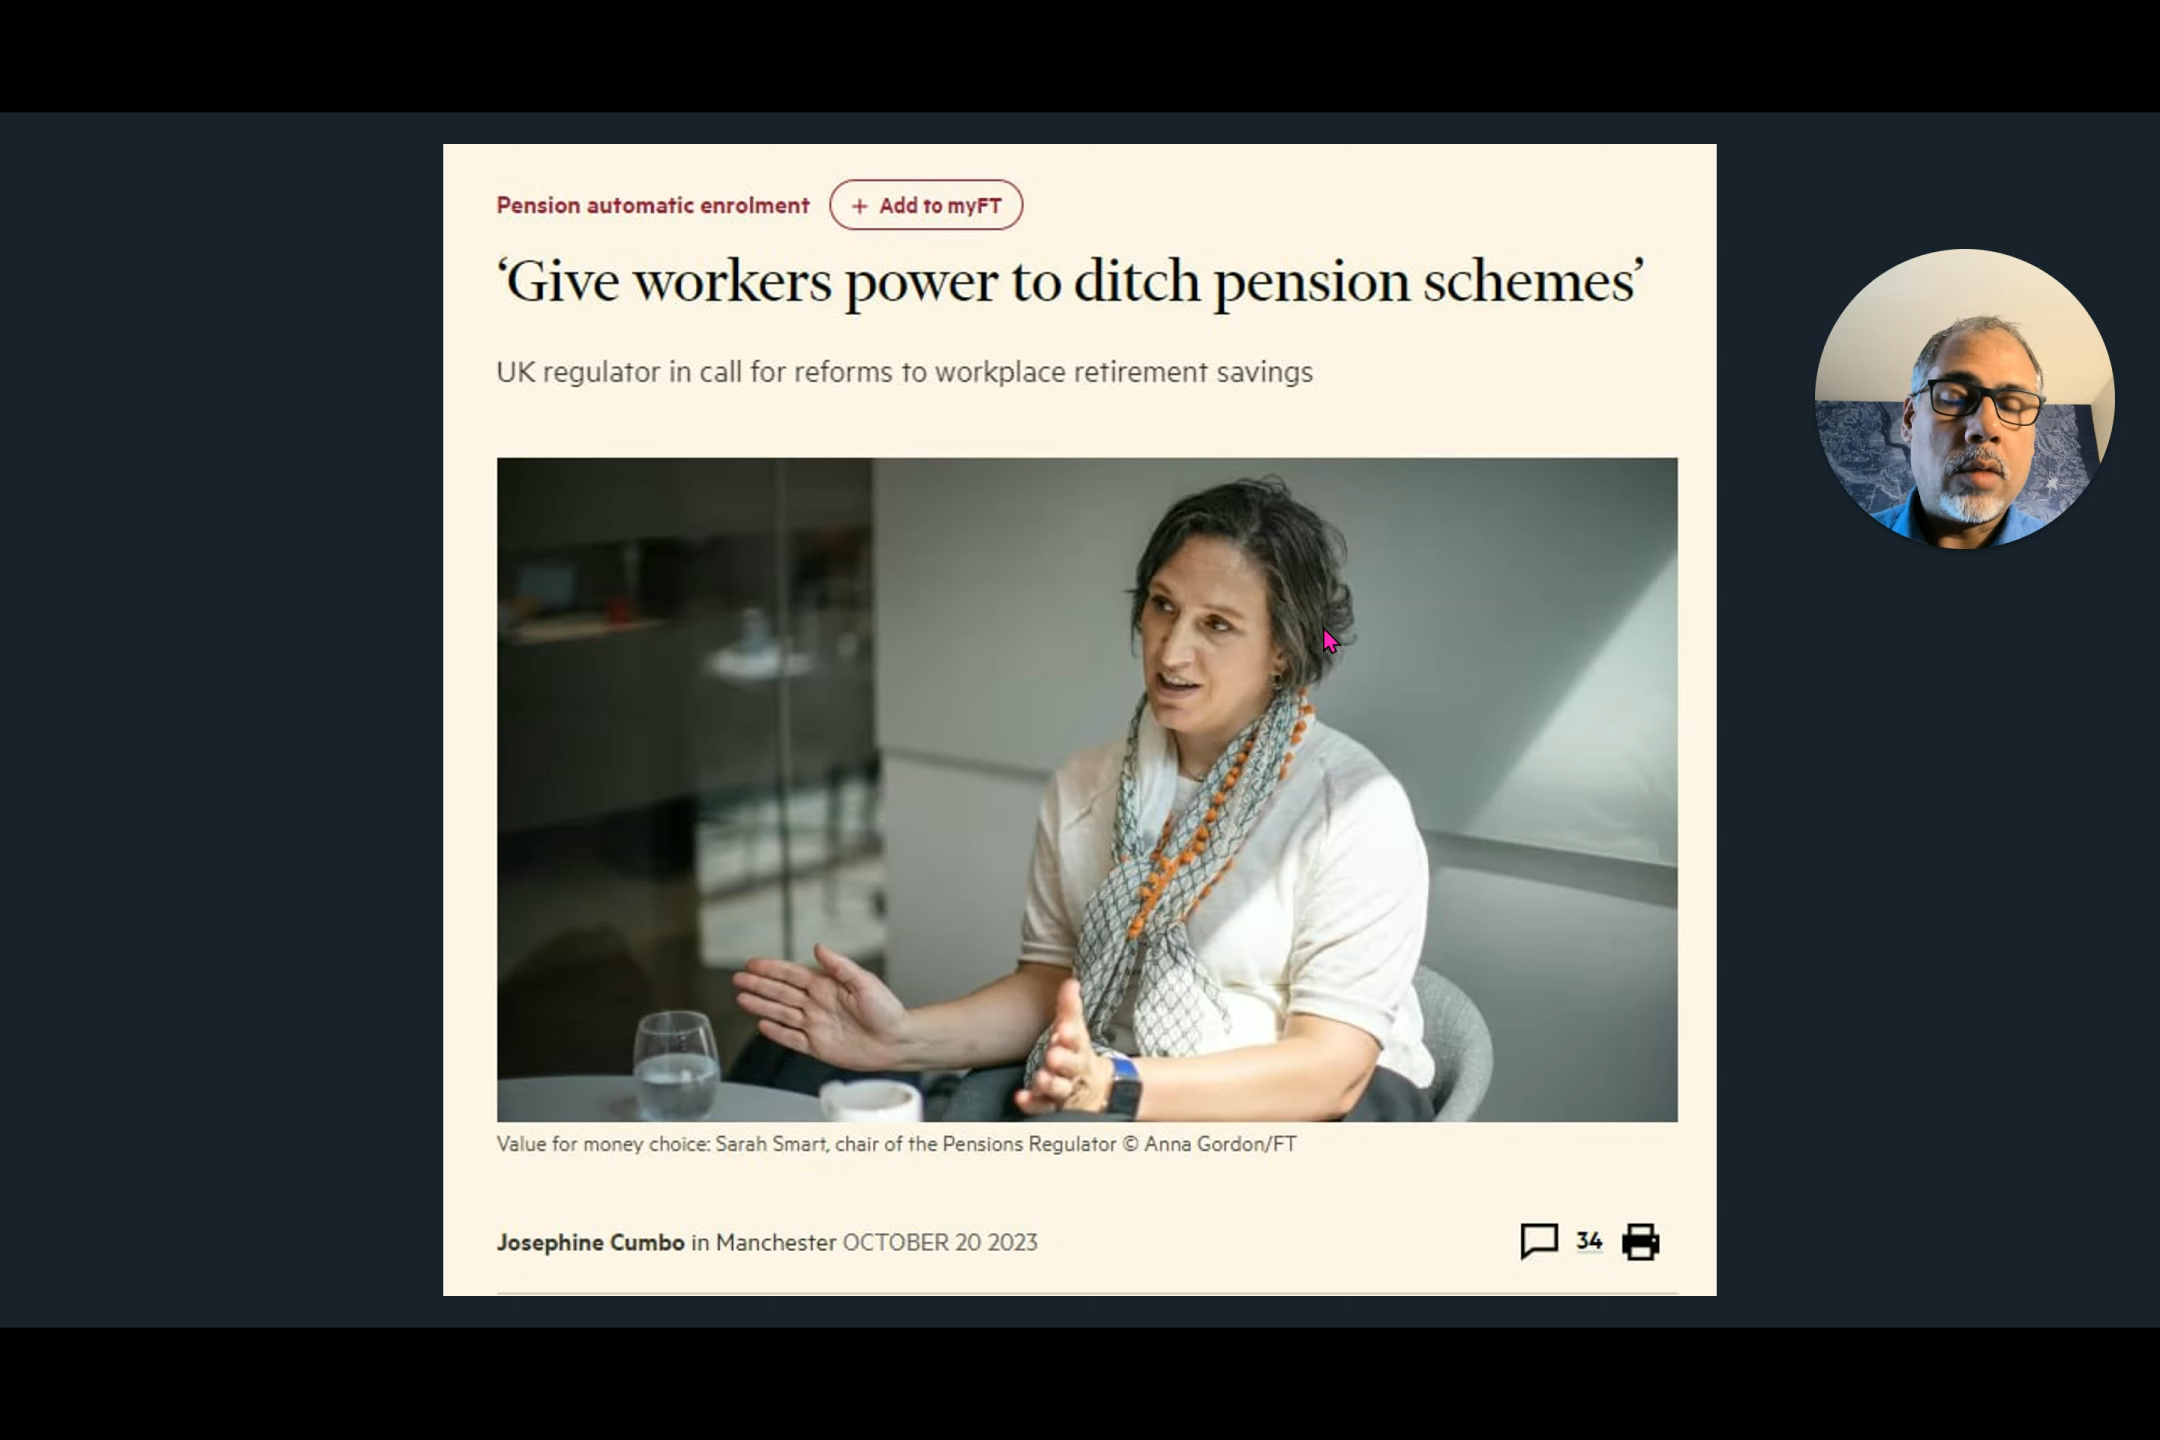 Pension automatic enrolment
+ Add to myFT
‘Give workers power to ditch pension schemes’
UK regulator in call for reforms to workplace retirement savings
Value for money choice: Sarah Smart, chair of the Pensions Regulator © Anna Gordon/FT
Josephine Cumbo in Manchester OCTOBER 20 2023
34